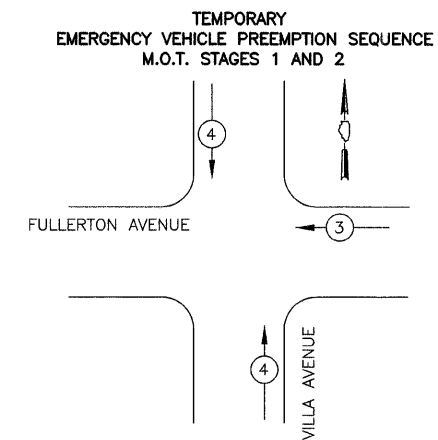 TEMPORARY
EMERGENCY VEHICLE PREEMPTION SEQUENCE
M.O.T. STAGES 1 AND 2
4
FULLERTON AVENUE
3
4
VILLA AVENUE